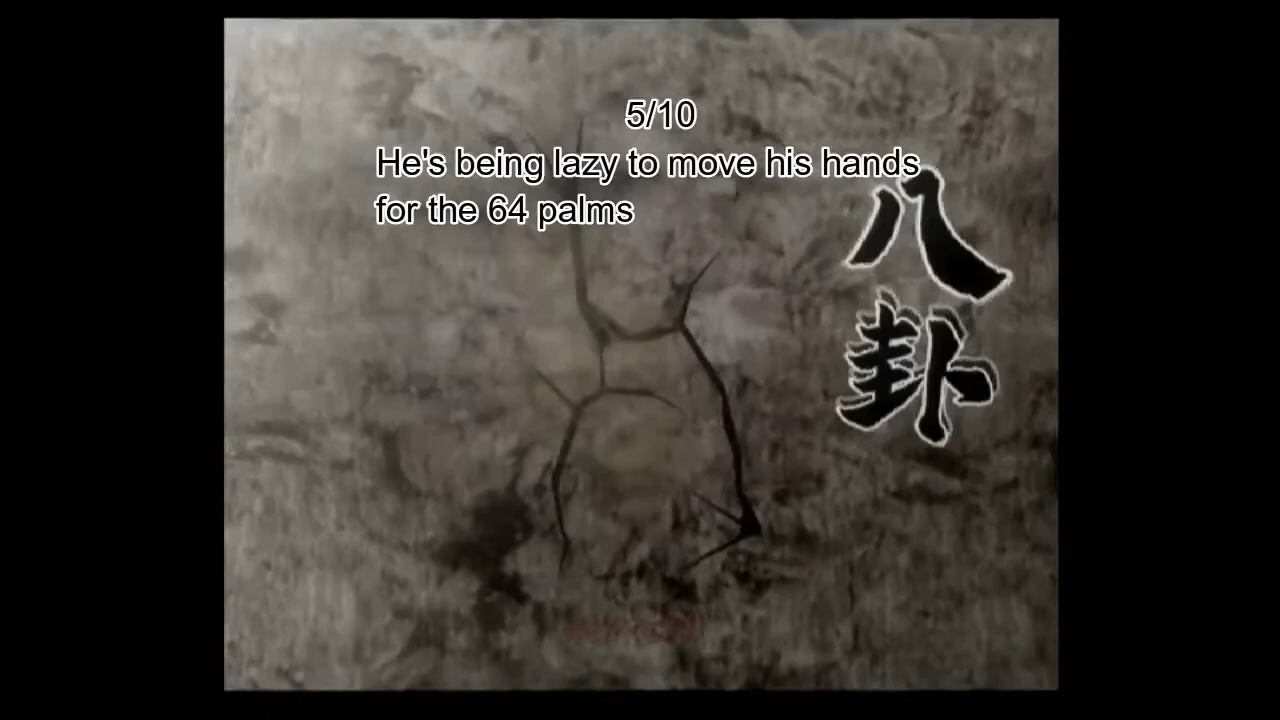 5/10
He's being lazy to move his hands
for the 64 palms
八卦